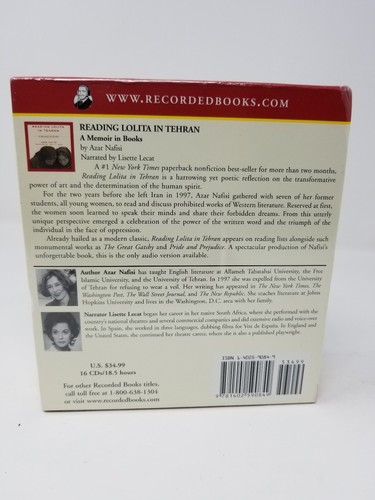 WWW.RECORDEDBOOKS.COM
READING LOLITA IN TEHRAN
READING LOLITA IN TEHRAN
A Memoir in Books
by Azar Nafisi
Narrated by Lisette Lecat
A #1 New York Times paperback nonfiction best-seller for more than two months,
Reading Lolita in Tehran is a harrowing yet poetic reflection on the transformative
power of art and the determination of the human spirit.
For the two years before she left Iran in 1997, Azar Nafisi gathered with seven of her former
students, all young women, to read and discuss prohibited works of Western literature. Reserved at first,
the women soon learned to speak their minds and share their forbidden dreams. From this utterly
unique perspective emerged a celebration of the power of the written word and the triumph of the
individual in the face of oppression.
Already hailed as a modern classic, Reading Lolita in Tehran appears on reading lists alongside such
monumental works as The Great Gatsby and Pride and Prejudice. A spectacular production of Nafisi's
unforgettable book, this is the only audio version available.
Author Azar Nafisi has taught English literature at Allameh Tabatabai University, the Free
Islamic University, and the University of Tehran. In 1997 she was expelled from the University
of Tehran for refusing to wear a veil. Her writing has appeared in The New York Times, The
Washington Post, The Wall Street Journal, and The New Republic. She teaches literature at Johns
Hopkins University and lives in the Washington, D.C. area with her family.
Narrator Lisette Lecat began her career in her native South Africa, where she performed with the
country's national theatres and several commercial companies and did extensive radio and voice-over
work. In Spain, she worked in three languages, dubbing films for Voz de España. In England and
the United States, she continued her theatre career, where she is also a published playwright.
U.S. $34.99
16 CDs/18.5 hours
For other Recorded Books titles,
call toll free at 1-800-638-1304
or visit www.recordedbooks.com
ISBN 1-4025-9084-9
53499
9 781402 590849